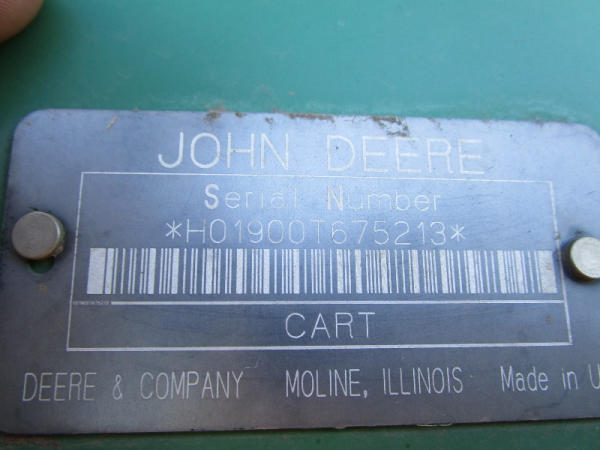 JOHN DEERE
Serial Number
*H01900T675213*
CART
DEERE & COMPANY MOLINE, ILLINOIS Made in U